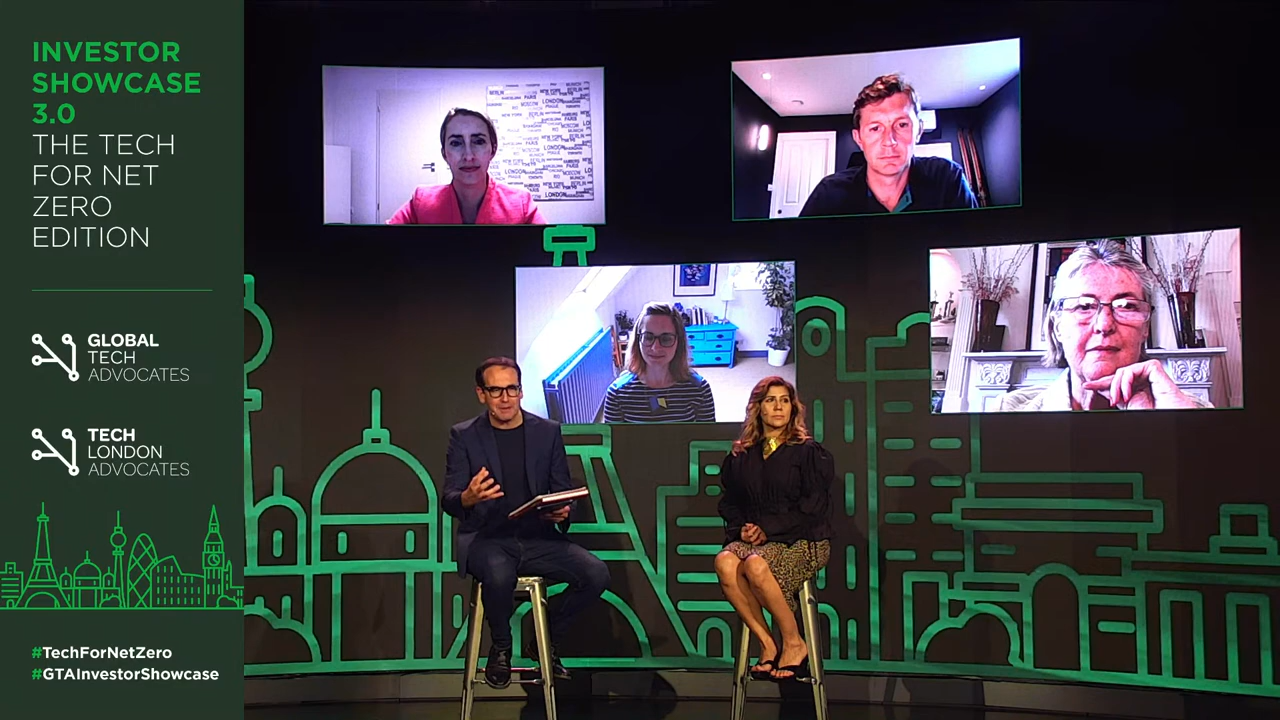 INVESTOR
SHOWCASE
3.0
THE TECH
FOR NET
ZERO
EDITION
GLOBAL
TECH
ADVOCATES
TECH
LONDON
ADVOCATES
#TechForNetZero
#GTAInvestorShowcase